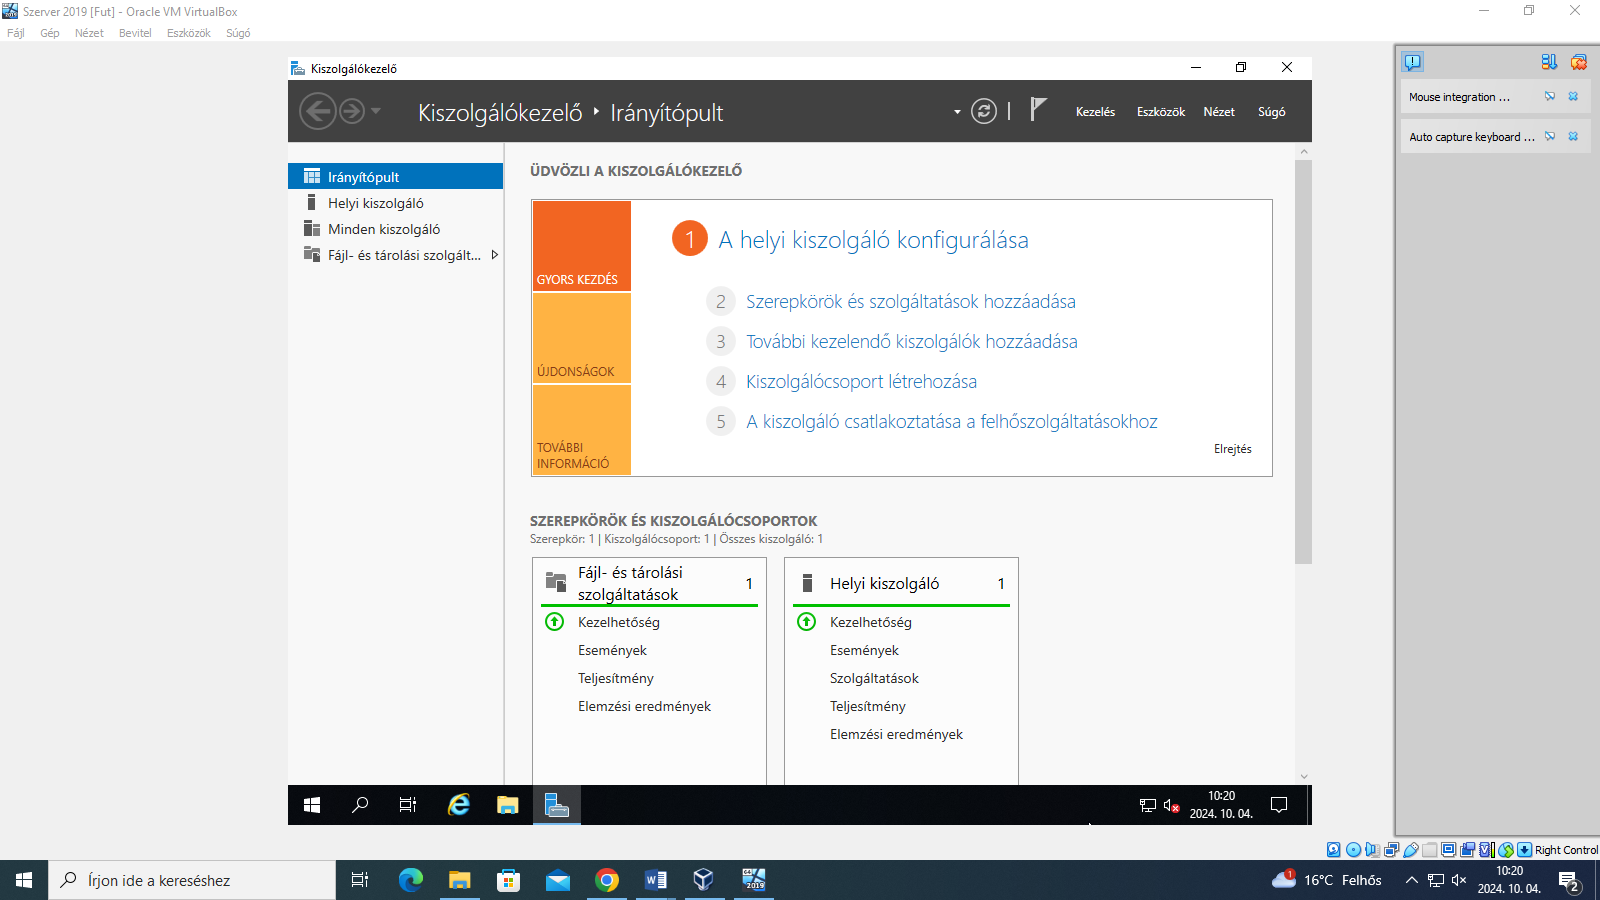 Szerver 2019 [Fut] - Oracle VM VirtualBox
Fájl Gép Nézet Bevitel Eszközök Súgó
Kiszolgálókezelő
Kiszolgálókezelő Irányítópult
Kezelés Eszközök Nézet Súgó
Irányítópult
Helyi kiszolgáló
Minden kiszolgáló
Fájl- és tárolási szolgált...
ÜDVÖZLI A KISZOLGÁLÓKEZELŐ
GYORS KEZDÉS
ÚJDONSÁGOK
TOVÁBBI
INFORMÁCIÓ
1 A helyi kiszolgáló konfigurálása
2 Szerepkörök és szolgáltatások hozzáadása
3 További kezelendő kiszolgálók hozzáadása
4 Kiszolgálócsoport létrehozása
5 A kiszolgáló csatlakoztatása a felhőszolgáltatásokhoz
Elrejtés
SZEREPKÖRÖK ÉS KISZOLGÁLÓCSOPORTOK
Szerepkör: 1 | Kiszolgálócsoport: 1 | Összes kiszolgáló: 1
Fájl- és tárolási
szolgáltatások 1
Kezelhetőség
Események
Teljesítmény
Elemzési eredmények
Helyi kiszolgáló 1
Kezelhetőség
Események
Szolgáltatások
Teljesítmény
Elemzési eredmények
10:20
2024. 10. 04.
Mouse integration ...
Auto capture keyboard ...
Right Control
Írjon ide a kereséshez
2019
1
16°C Felhős
10:20
2024. 10. 04.
2